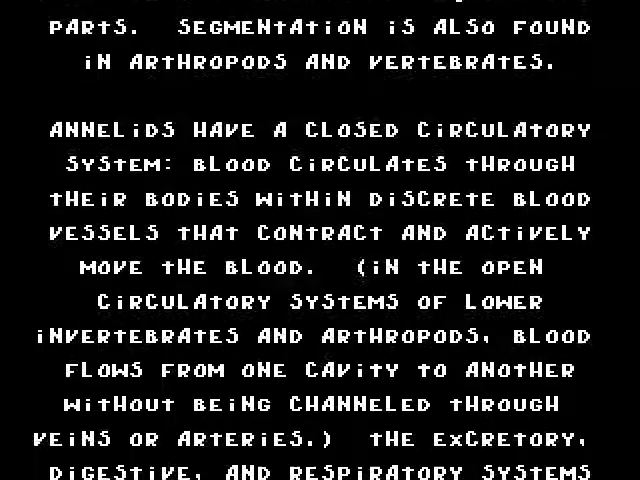 PARTS. SEGMENTATION IS ALSO FOUND
IN ARTHROPODS AND VERTEBRATES.
ANNELIDS HAVE A CLOSED CIRCULATORY
SYSTEM: BLOOD CIRCULATES THROUGH
THEIR BODIES WITHIN DISCRETE BLOOD
VESSELS THAT CONTRACT AND ACTIVELY
MOVE THE BLOOD. (IN THE OPEN
CIRCULATORY SYSTEMS OF LOWER
INVERTEBRATES AND ARTHROPODS, BLOOD
FLOWS FROM ONE CAVITY TO ANOTHER
WITHOUT BEING CHANNELED THROUGH
VEINS OR ARTERIES.) THE EXCRETORY,
DIGESTIVE, AND RESPIRATORY SYSTEMS